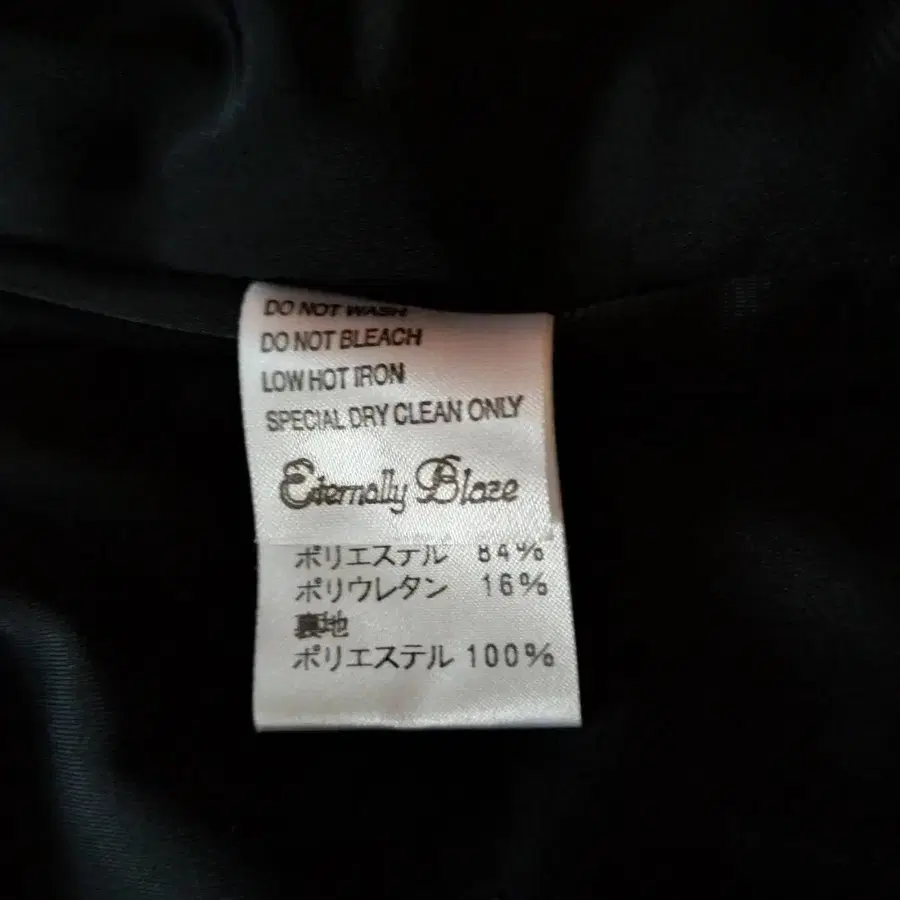 DO NOT WASH
DO NOT BLEACH
LOW HOT IRON
SPECIAL DRY CLEAN ONLY
Eternally Blaze
ポリエステル 84%
ポリウレタン 16%
裏地
ポリエステル 100%